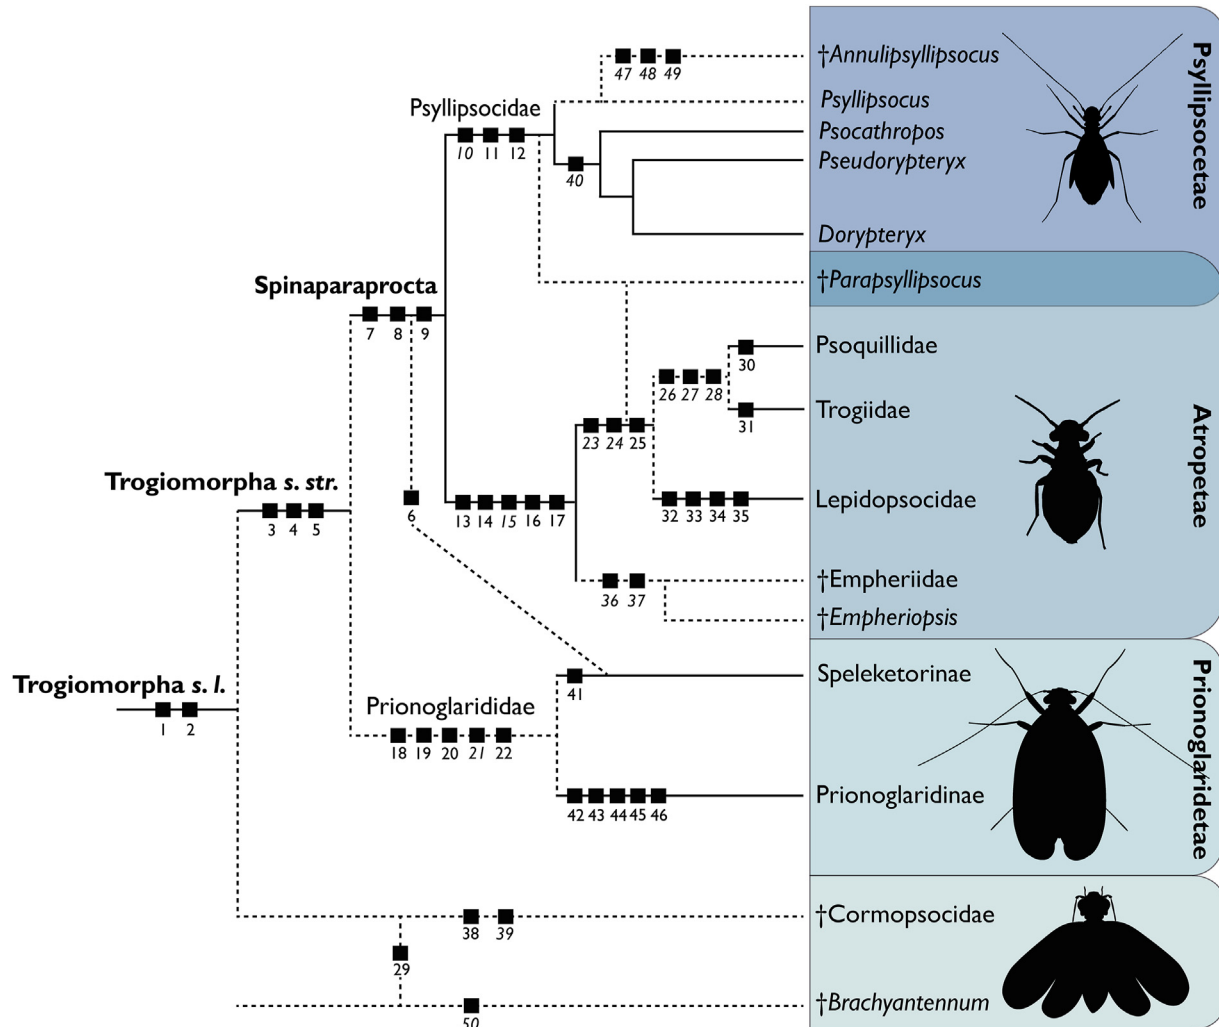 †Annulipsyllipsocus
47 48 49
Psyllipsocidae
Psyllipsocus
10 11 12
Psocathropos
Pseudorypteryx
40
Dorypteryx
Psyllipsocetae
Spinaparaprocta
†Parapsyllipsocus
7 8 9
Psoquillidae
30
26 27 28
Trogiidae
31
23 24 25
Atropetae
Trogiomorpha s. str.
3 4 5
6
13 14 15 16 17
Lepidopsocidae
32 33 34 35
†Empheriidae
36 37
†Empheriopsis
Trogiomorpha s. l.
1 2
Speleketorinae
41
Prionoglarididae
18 19 20 21 22
Prionoglaridetae
Prionoglaridinae
42 43 44 45 46
†Cormopsocidae
38 39
29
†Brachyantennum
50